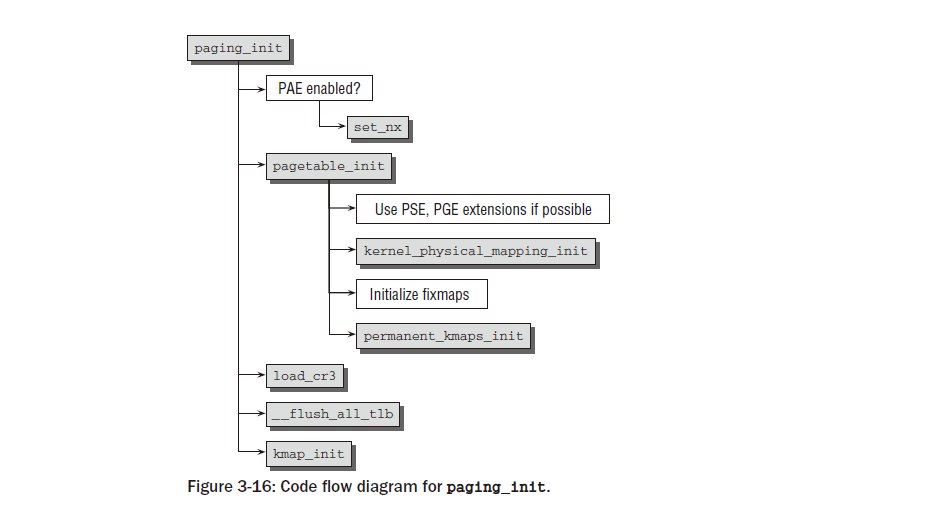 paging_init
PAE enabled?
set_nx
pagetable_init
Use PSE, PGE extensions if possible
kernel_physical_mapping_init
Initialize fixmaps
permanent_kmaps_init
load_cr3
__flush_all_tlb
kmap_init
Figure 3-16: Code flow diagram for paging_init.